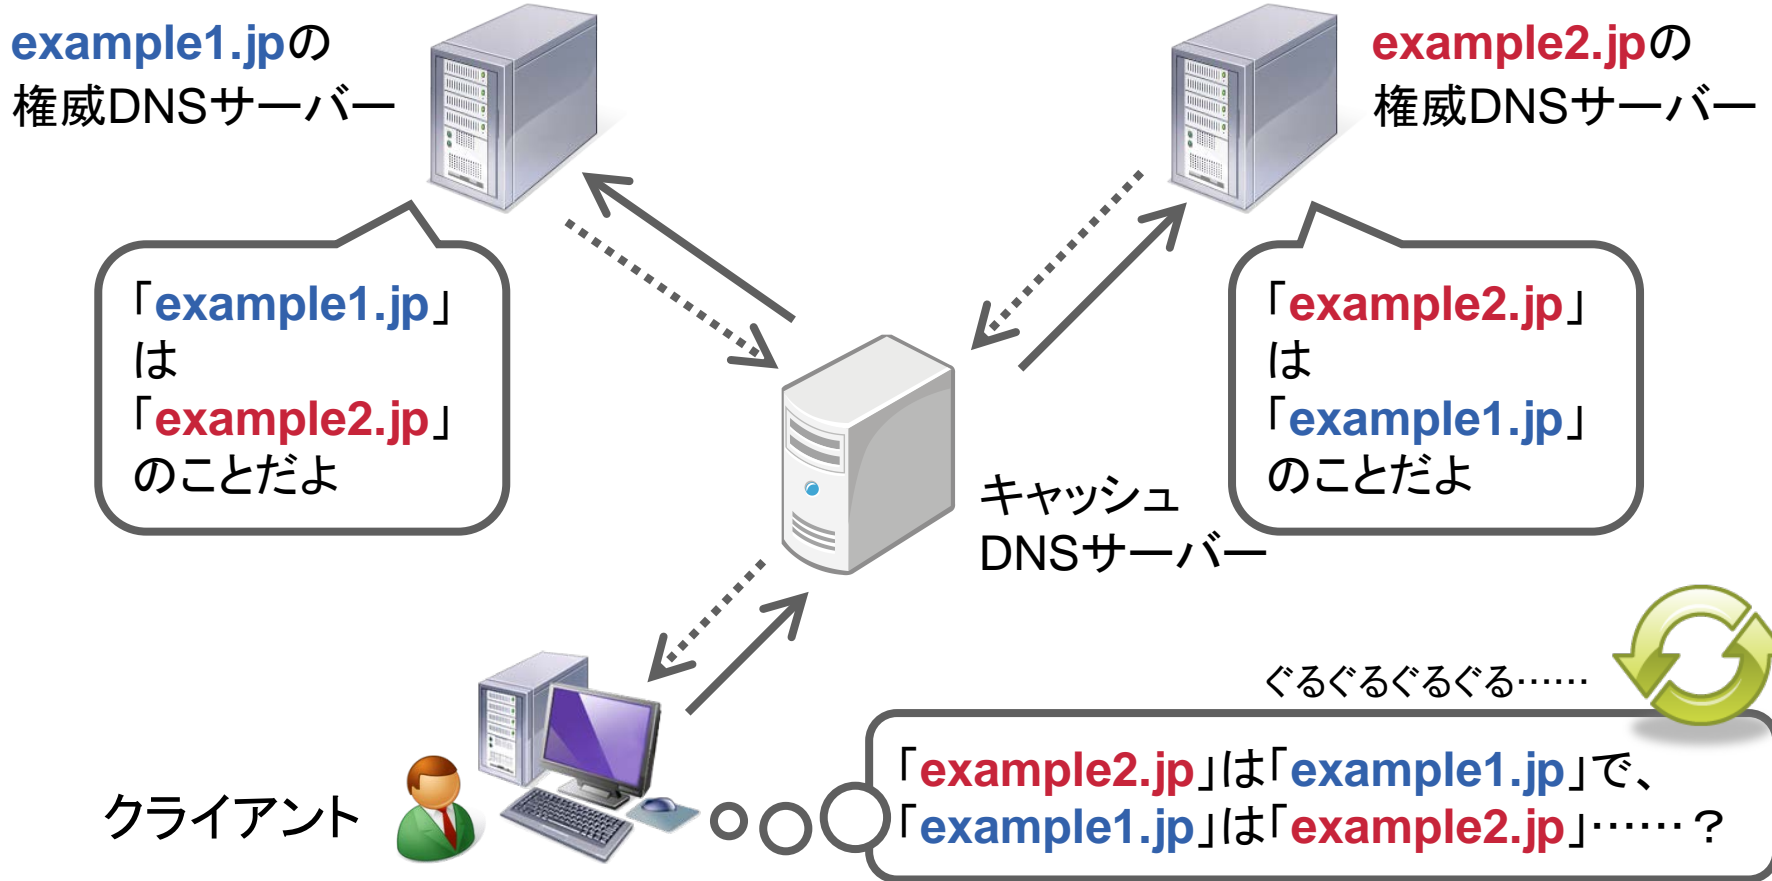 example1.jpの
権威DNSサーバー
example2.jpの
権威DNSサーバー
「example1.jp」
は
「example2.jp」
のことだよ
「example2.jp」
は
「example1.jp」
のことだよ
キャッシュ
DNSサーバー
ぐるぐるぐるぐる……
クライアント
「example2.jp」は「example1.jp」で、
「example1.jp」は「example2.jp」……？